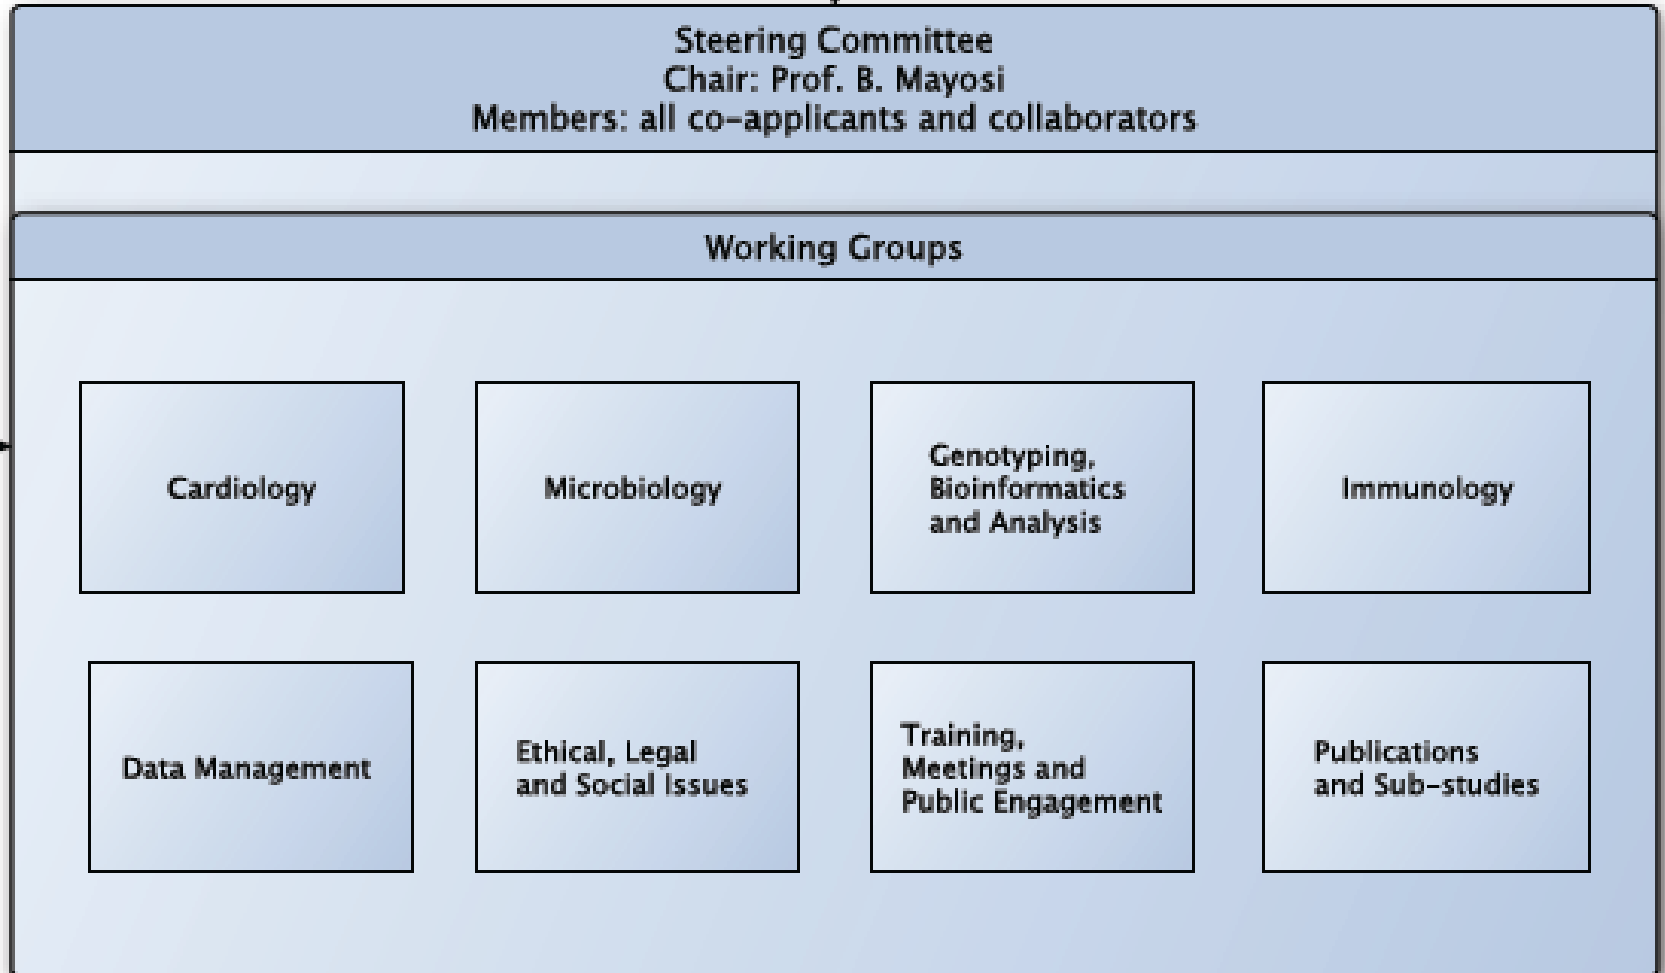 Steering Committee
Chair: Prof. B. Mayosi
Members: all co-applicants and collaborators
Working Groups
Cardiology
Microbiology
Genotyping,
Bioinformatics
and Analysis
Immunology
Data Management
Ethical, Legal
and Social Issues
Training,
Meetings and
Public Engagement
Publications
and Sub-studies